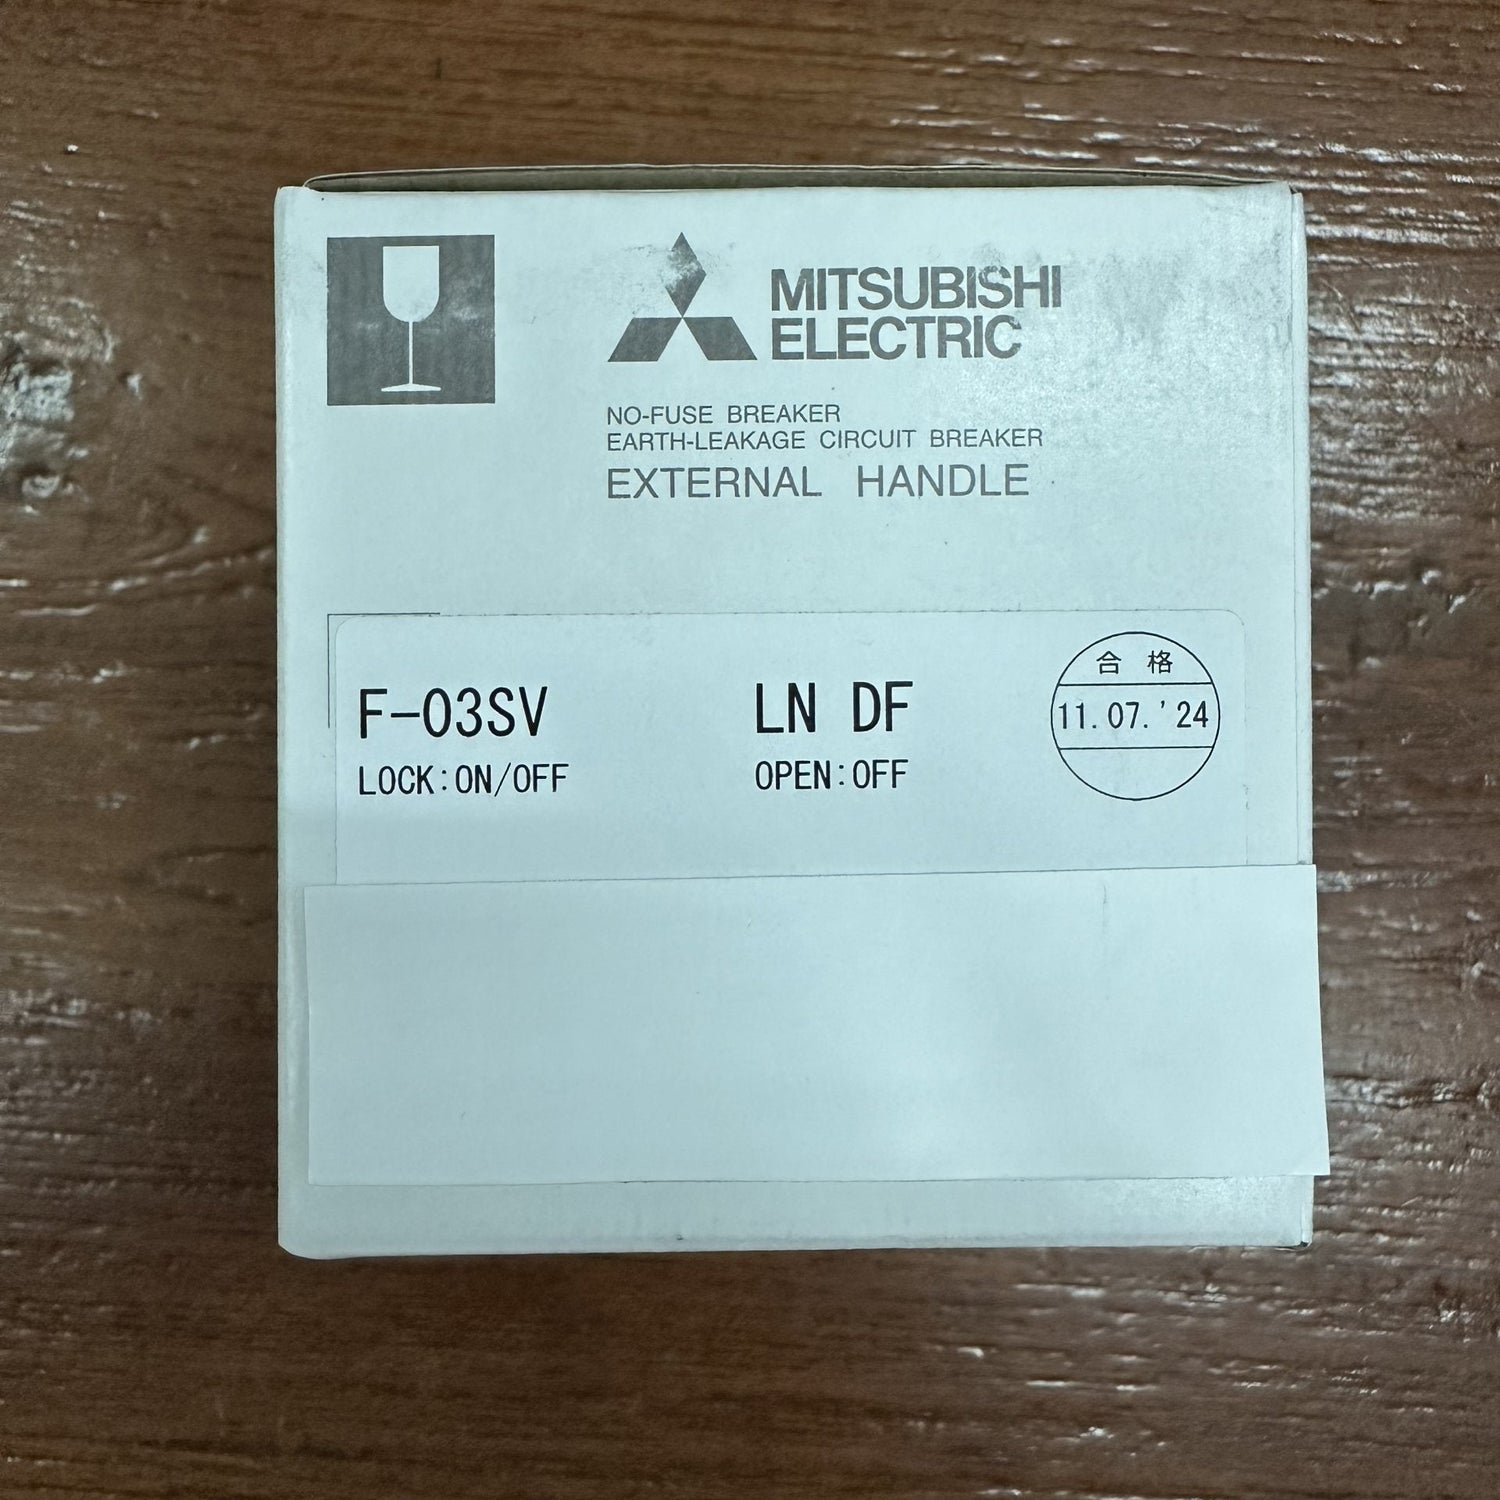 MITSUBISHI
ELECTRIC
NO-FUSE BREAKER
EARTH-LEAKAGE CIRCUIT BREAKER
EXTERNAL HANDLE
F-03SV LN DF
LOCK:ON/OFF OPEN:OFF
合格
11.07.'24